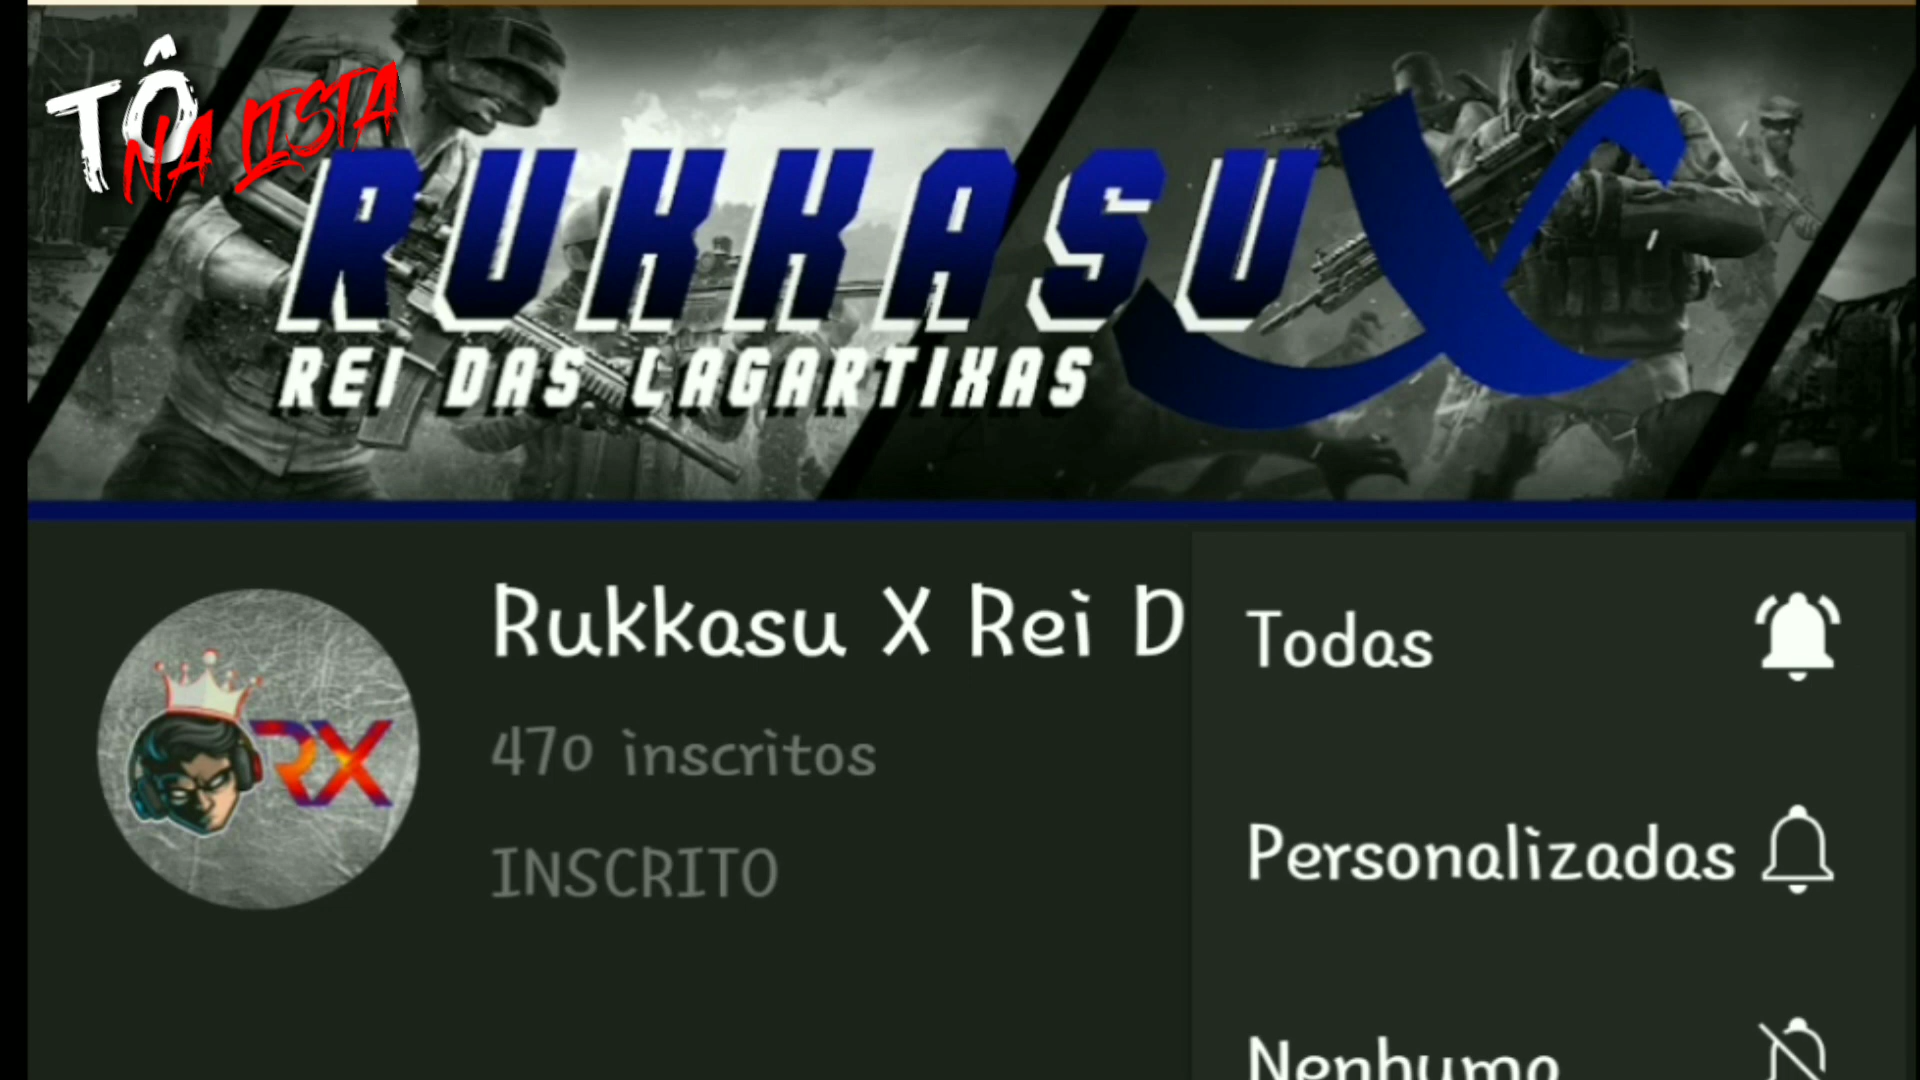 TÔ
NA LISTA
RUKKASU X
REI DAS LAGARTIXAS
RX
Rukkasu X Rei D
470 inscritos
INSCRITO
Todas
Personalizadas
Nenhuma